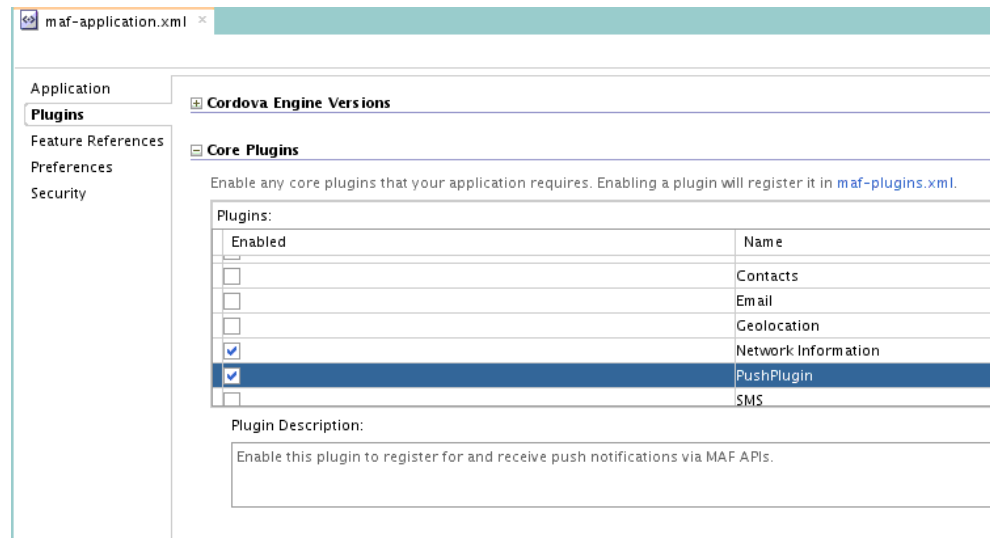 maf-application.xml
Application
Plugins
Feature References
Preferences
Security
Cordova Engine Versions
Core Plugins
Enable any core plugins that your application requires. Enabling a plugin will register it in maf-plugins.xml.
Plugins:
Enabled Name
Contacts
Email
Geolocation
Network Information
PushPlugin
SMS
Plugin Description:
Enable this plugin to register for and receive push notifications via MAF APIs.